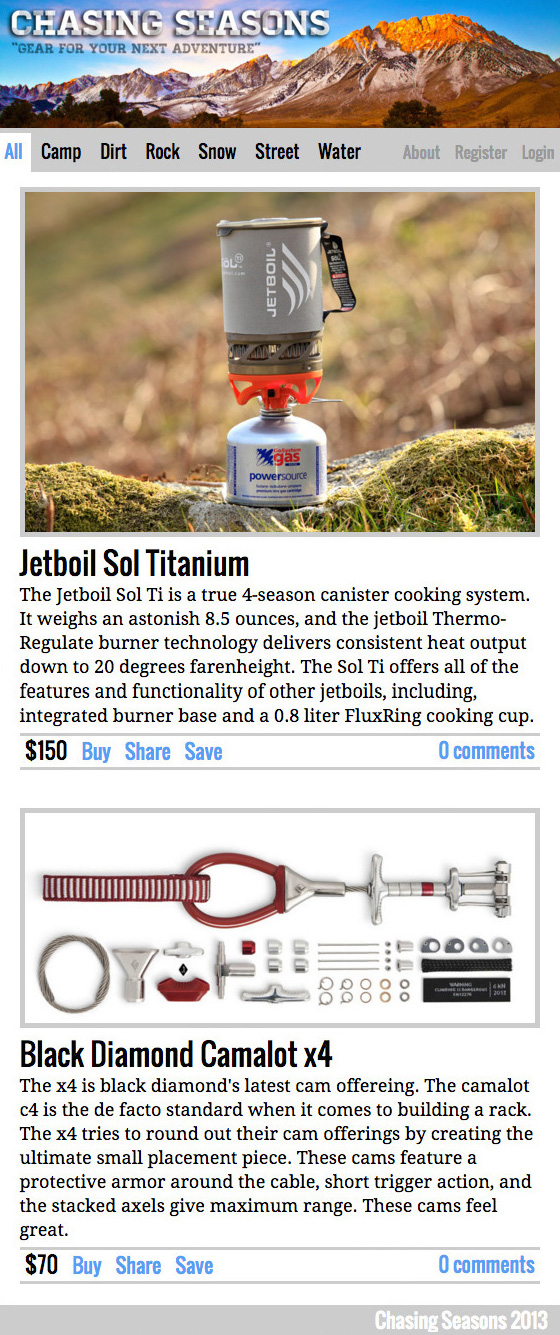 CHASING SEASONS
"GEAR FOR YOUR NEXT ADVENTURE"
All Camp Dirt Rock Snow Street Water About Register Login
JETBOIL
SOL
powersource
gas
Jetboil Sol Titanium
The Jetboil Sol Ti is a true 4-season canister cooking system.
It weighs an astonish 8.5 ounces, and the jetboil Thermo-
Regulate burner technology delivers consistent heat output
down to 20 degrees farenheight. The Sol Ti offers all of the
features and functionality of other jetboils, including,
integrated burner base and a 0.8 liter FluxRing cooking cup.
$150 Buy Share Save 0 comments
WARNING
CLIMBING IS DANGEROUS
Black Diamond Camalot x4
The x4 is black diamond's latest cam offereing. The camalot
c4 is the de facto standard when it comes to building a rack.
The x4 tries to round out their cam offerings by creating the
ultimate small placement piece. These cams feature a
protective armor around the cable, short trigger action, and
the stacked axels give maximum range. These cams feel
great.
$70 Buy Share Save 0 comments
Chasing Seasons 2013